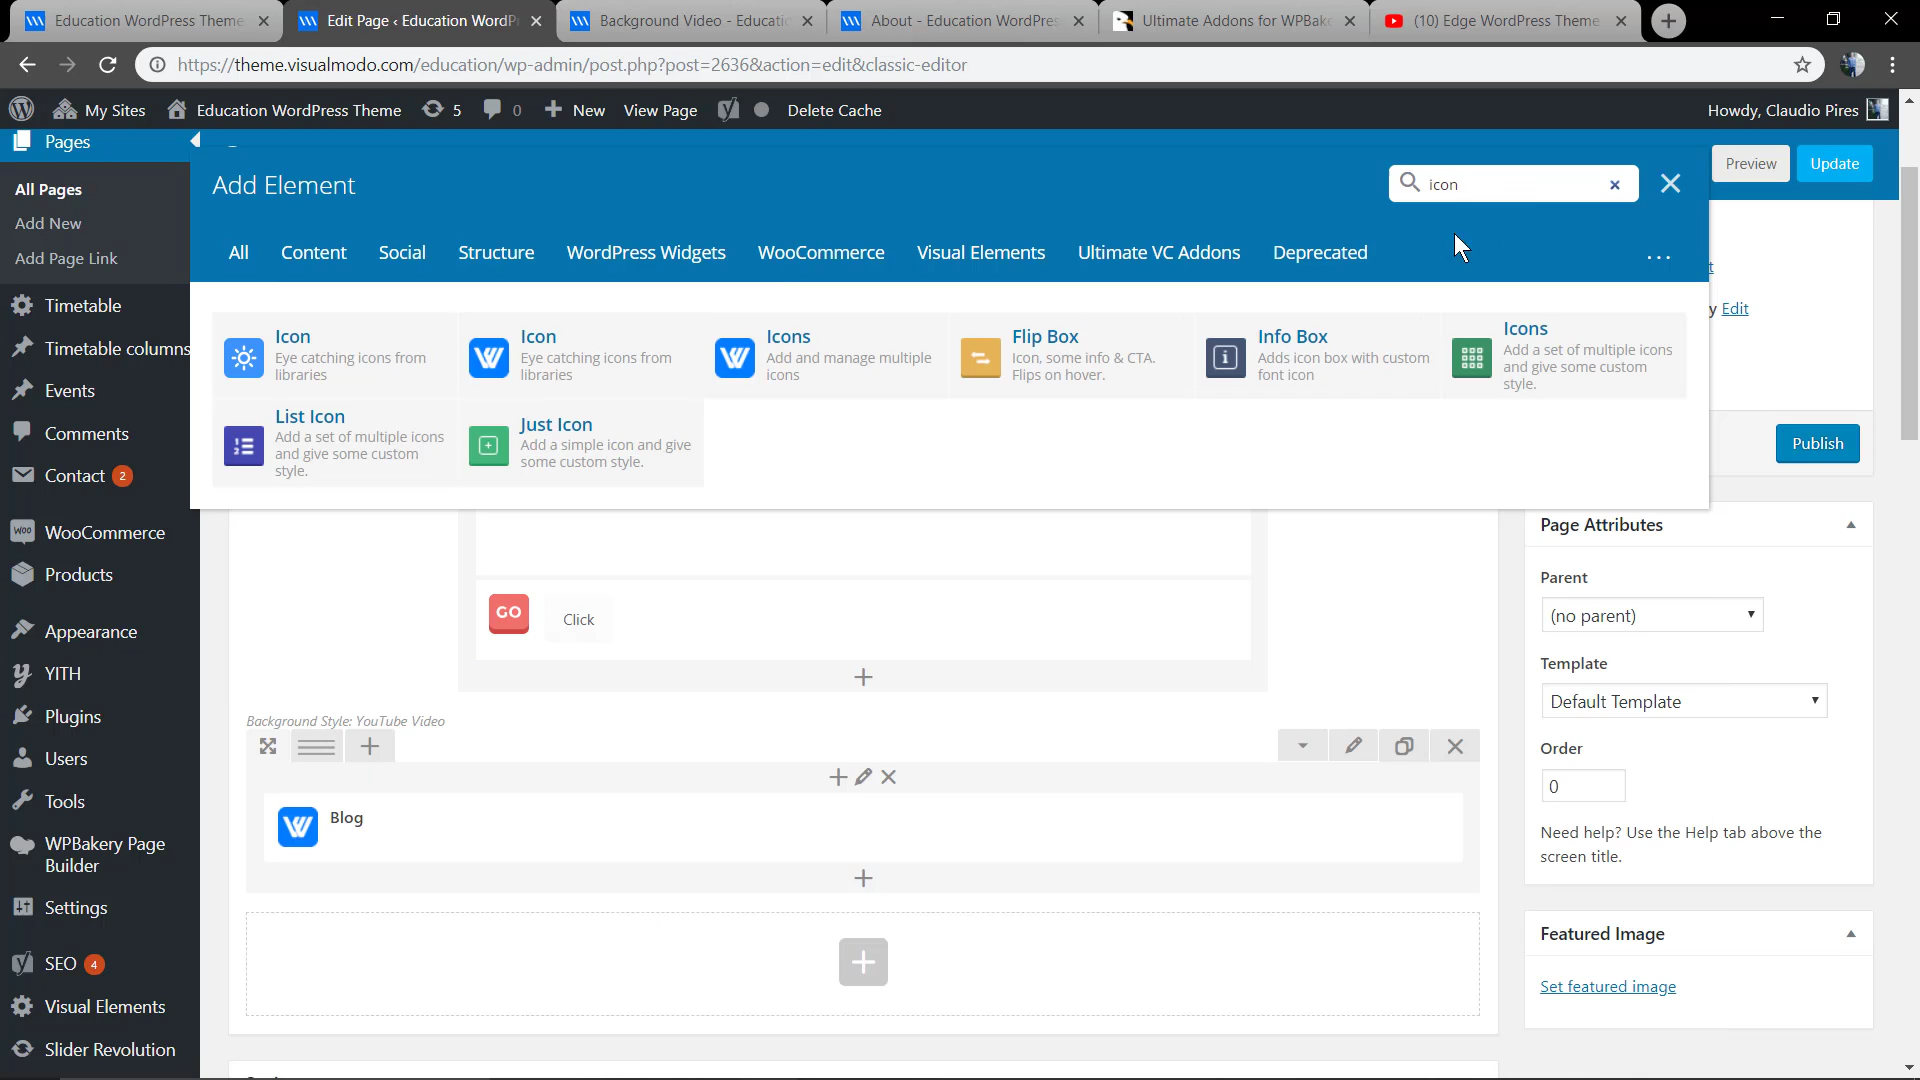 Education WordPress Theme
Edit Page ‹ Education WordPr
Background Video - Educatio
About - Education WordPres
Ultimate Addons for WPBak
(10) Edge WordPress Theme
https://theme.visualmodo.com/education/wp-admin/post.php?post=2636&action=edit&classic-editor
My Sites
Education WordPress Theme
5
0
New
View Page
Delete Cache
Howdy, Claudio Pires
Pages
All Pages
Add New
Add Page Link
Timetable
Timetable columns
Events
Comments
Contact 2
WooCommerce
Products
Appearance
YITH
Plugins
Users
Tools
WPBakery Page
Builder
Settings
SEO 4
Visual Elements
Slider Revolution
Add Element
icon
Preview
Update
All
Content
Social
Structure
WordPress Widgets
WooCommerce
Visual Elements
Ultimate VC Addons
Deprecated
...
Icon
Eye catching icons from
libraries
Icon
Eye catching icons from
libraries
Icons
Add and manage multiple
icons
Flip Box
Icon, some info & CTA.
Flips on hover.
Info Box
Adds icon box with custom
font icon
Icons
Add a set of multiple icons
and give some custom
style.
List Icon
Add a set of multiple icons
and give some custom
style.
Just Icon
Add a simple icon and give
some custom style.
t
y Edit
Publish
GO
Click
Background Style: YouTube Video
Blog
Page Attributes
Parent
(no parent)
Template
Default Template
Order
0
Need help? Use the Help tab above the
screen title.
Featured Image
Set featured image